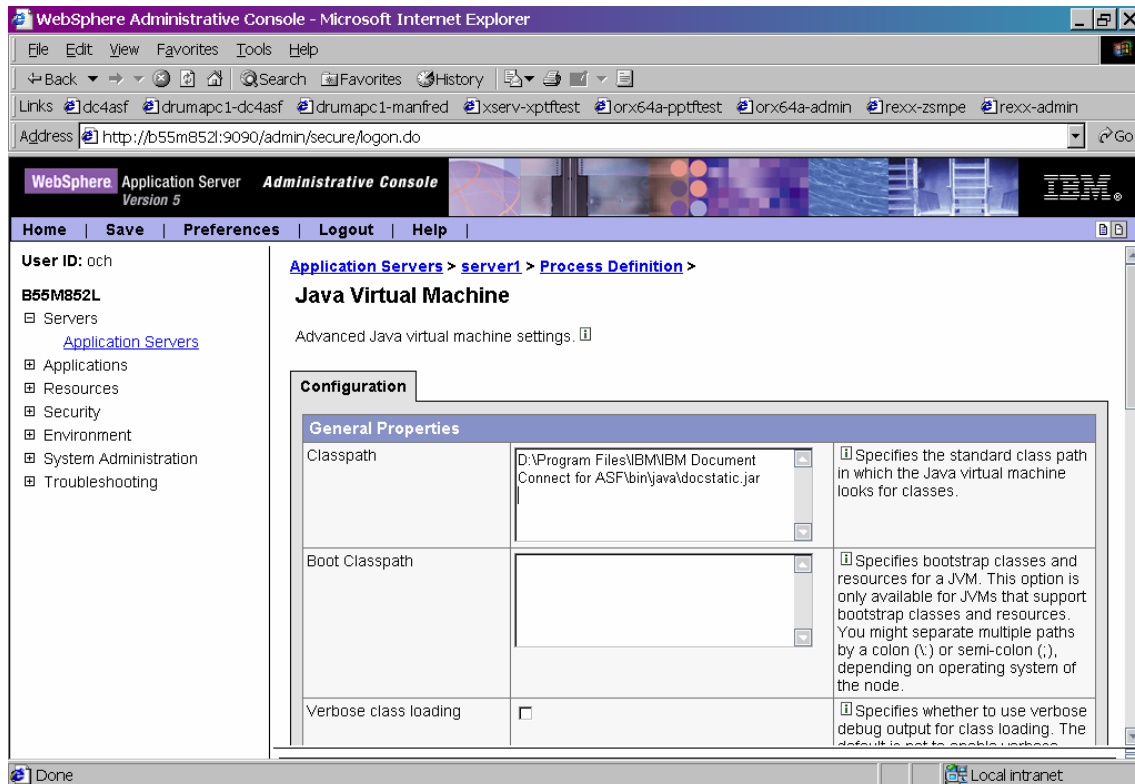 WebSphere Administrative Console - Microsoft Internet Explorer
File Edit View Favorites Tools Help
Back Search Favorites History
Links dc4asf drumapc1-dc4asf drumapc1-manfred xserv-xptftest orx64a-pptftest orx64a-admin rexx-zsmpe rexx-admin
Address http://b55m852l:9090/admin/secure/logon.do Go
WebSphere Application Server Administrative Console
Version 5
IBM
Home | Save | Preferences | Logout | Help |
User ID: och
B55M852L
Servers
Application Servers
Applications
Resources
Security
Environment
System Administration
Troubleshooting
Application Servers > server1 > Process Definition >
Java Virtual Machine
Advanced Java virtual machine settings.
Configuration
General Properties
Classpath
D:\Program Files\IBM\IBM Document
Connect for ASF\bin\java\docstatic.jar
Specifies the standard class path
in which the Java virtual machine
looks for classes.
Boot Classpath
Specifies bootstrap classes and
resources for a JVM. This option is
only available for JVMs that support
bootstrap classes and resources.
You might separate multiple paths
by a colon (\:) or semi-colon (;),
depending on operating system of
the node.
Verbose class loading
Specifies whether to use verbose
debug output for class loading. The
default is not to enable verbose
Done
Local intranet